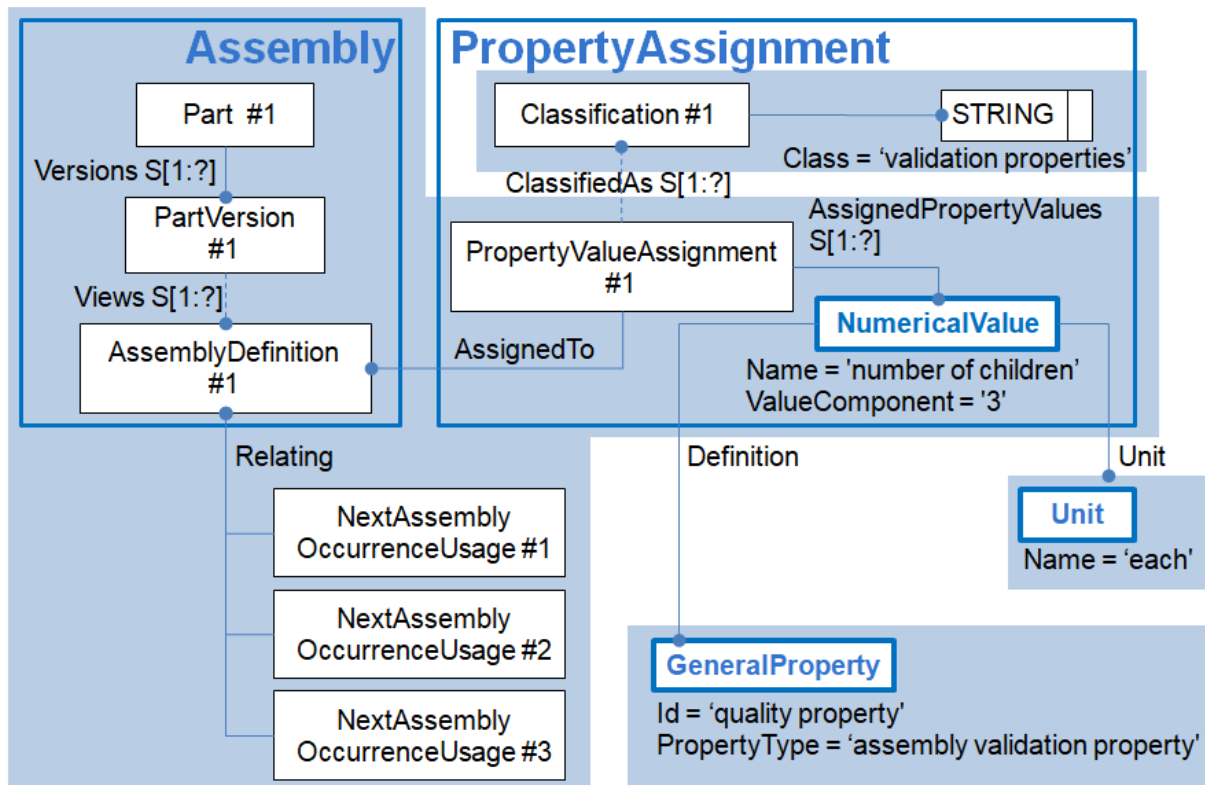 Assembly
Part #1
Versions S[1:?]
PartVersion
#1
Views S[1:?]
AssemblyDefinition
#1
Relating
NextAssembly
OccurrenceUsage #1
NextAssembly
OccurrenceUsage #2
NextAssembly
OccurrenceUsage #3
PropertyAssignment
Classification #1
STRING
Class = ‘validation properties’
ClassifiedAs S[1:?]
AssignedPropertyValues
S[1:?]
PropertyValueAssignment
#1
AssignedTo
NumericalValue
Name = 'number of children’
ValueComponent = '3'
Definition
Unit
Unit
Name = ‘each'
GeneralProperty
Id = ‘quality property'
PropertyType = ‘assembly validation property'